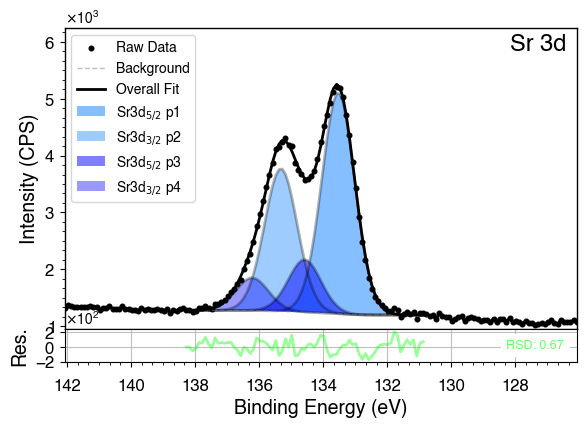 ×10³
Sr 3d
Raw Data
Background
Overall Fit
Sr3d₅/₂ p1
Sr3d₃/₂ p2
Sr3d₅/₂ p3
Sr3d₃/₂ p4
Intensity (CPS)
6
5
4
3
2
1
×10²
Res.
2
0
−2
RSD: 0.67
142 140 138 136 134 132 130 128
Binding Energy (eV)